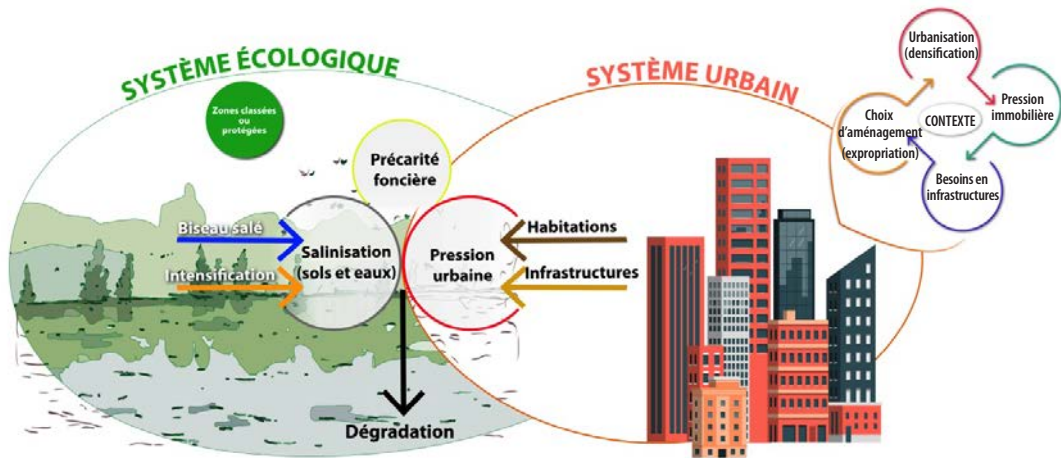 SYSTÈME ÉCOLOGIQUE
Zones classées
ou
protégées
Précarité
foncière
Biseau salé
Intensification
Salinisation
(sols et eaux)
Pression
urbaine
Habitations
Infrastructures
Dégradation
SYSTÈME URBAIN
Urbanisation
(densification)
Pression
immobilière
Choix
d'aménagement
(expropriation)
CONTEXTE
Besoins en
infrastructures